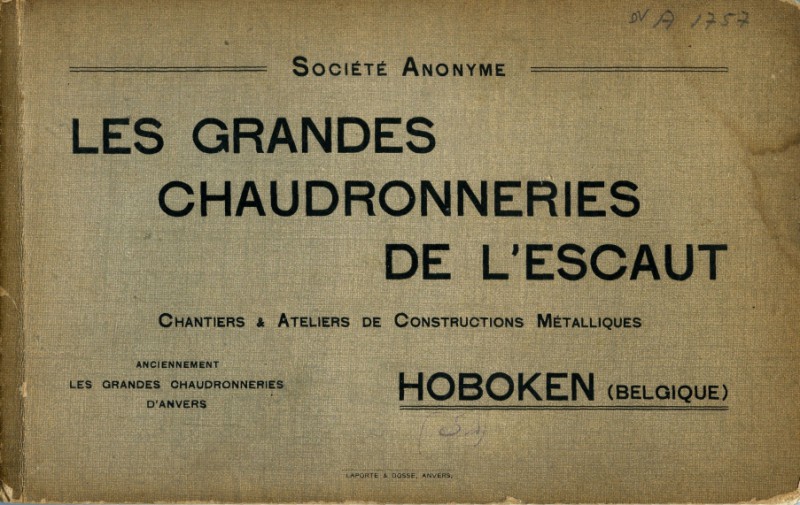 DV A 1757
SOCIÉTÉ ANONYME
LES GRANDES
CHAUDRONNERIES
DE L'ESCAUT
CHANTIERS & ATELIERS DE CONSTRUCTIONS MÉTALLIQUES
ANCIENNEMENT
LES GRANDES CHAUDRONNERIES
D'ANVERS
HOBOKEN (BELGIQUE)
LAPORTE & DOSSE, ANVERS.